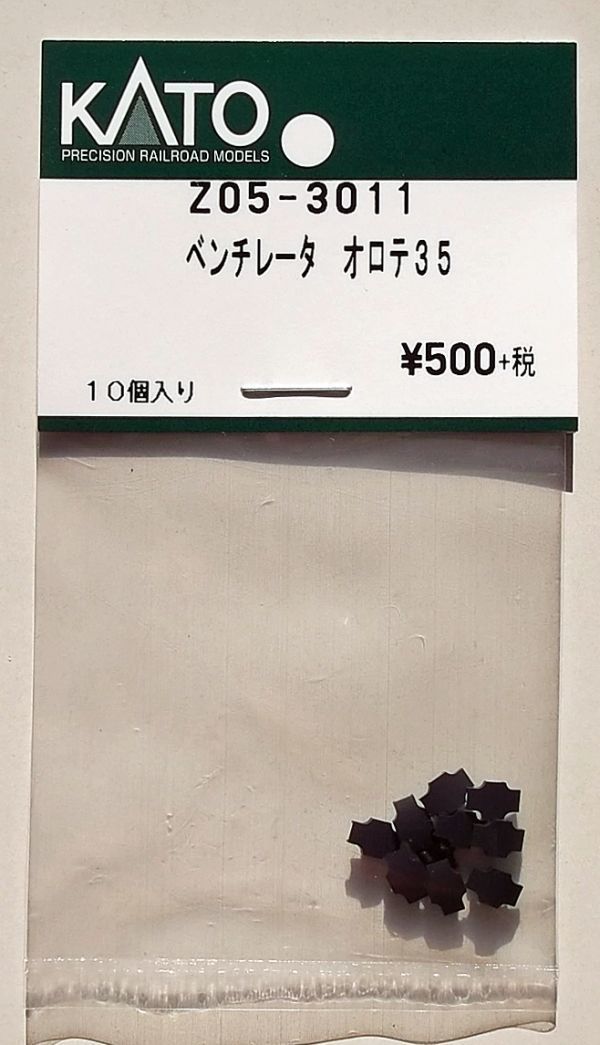 KATO
PRECISION RAILROAD MODELS
Z05-3011
ベンチレータ オロテ35
¥500+税
10個入り